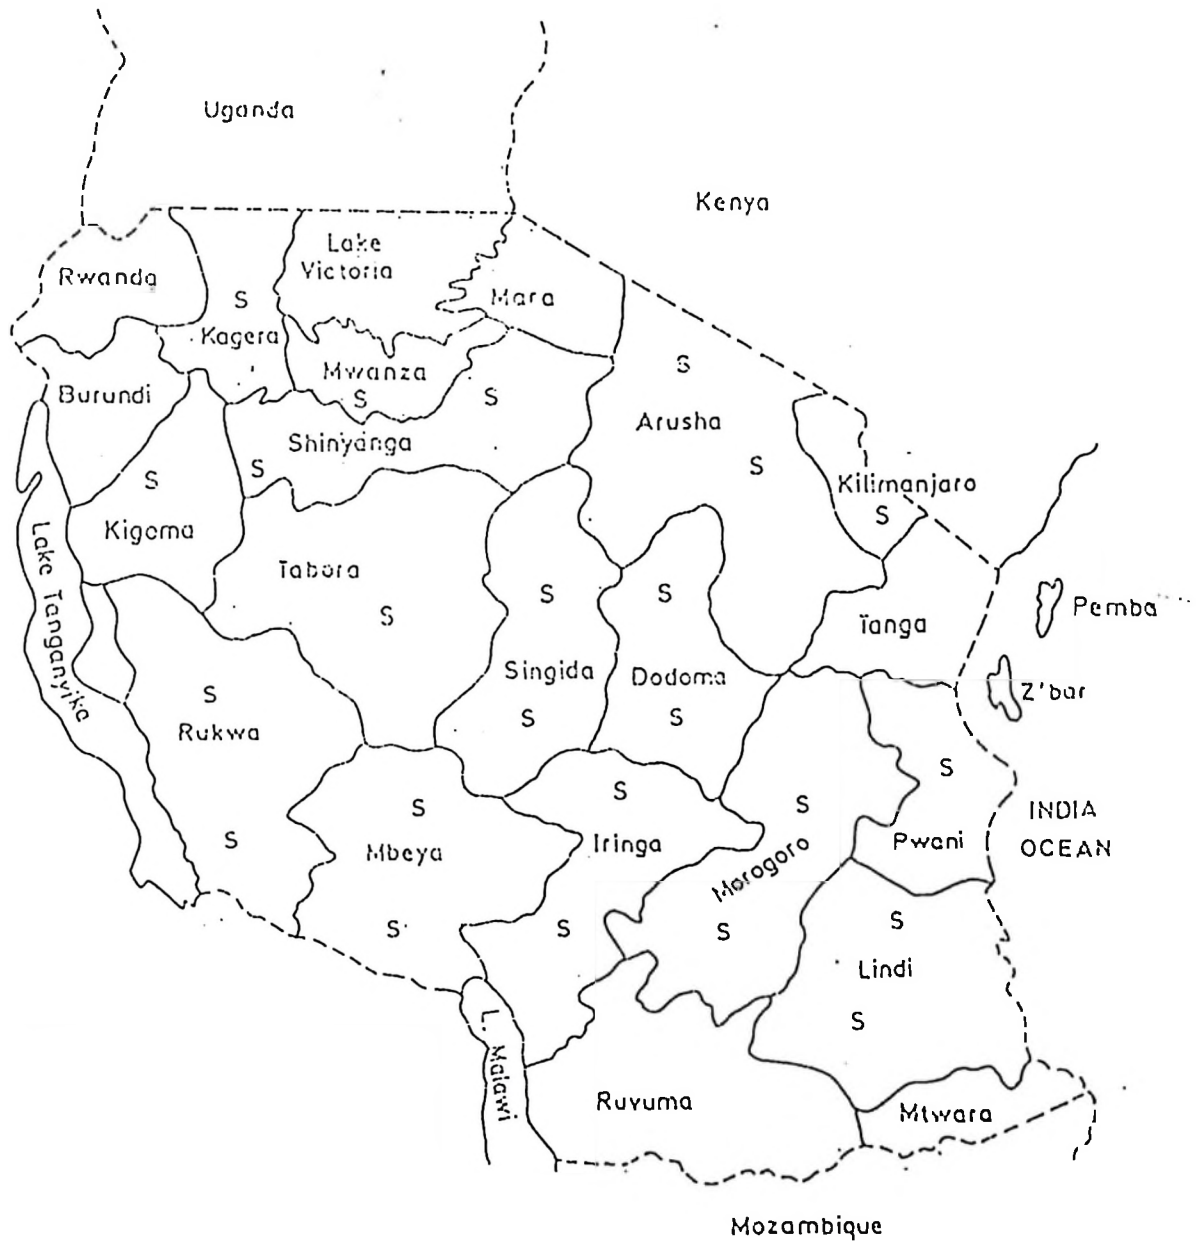 Uganda
Kenya
Lake
Victoria
Rwanda
Mara
S
Kagera
S
Mwanza
S
S
Burundi
Arusha
Shinyanga
S
S
S
Kilimanjaro
S
Kigoma
Lake Tanganyika
Tabora
S
S
S
Pemba
Tanga
Singida
Dodoma
S
Z'bar
S
S
Rukwa
S
S
S
S
INDIA
OCEAN
S
Mbeya
Iringa
Pwani
Morogoro
S
S
S
S
Lindi
S
L. Malawi
Ruvuma
Mtwara
Mozambique